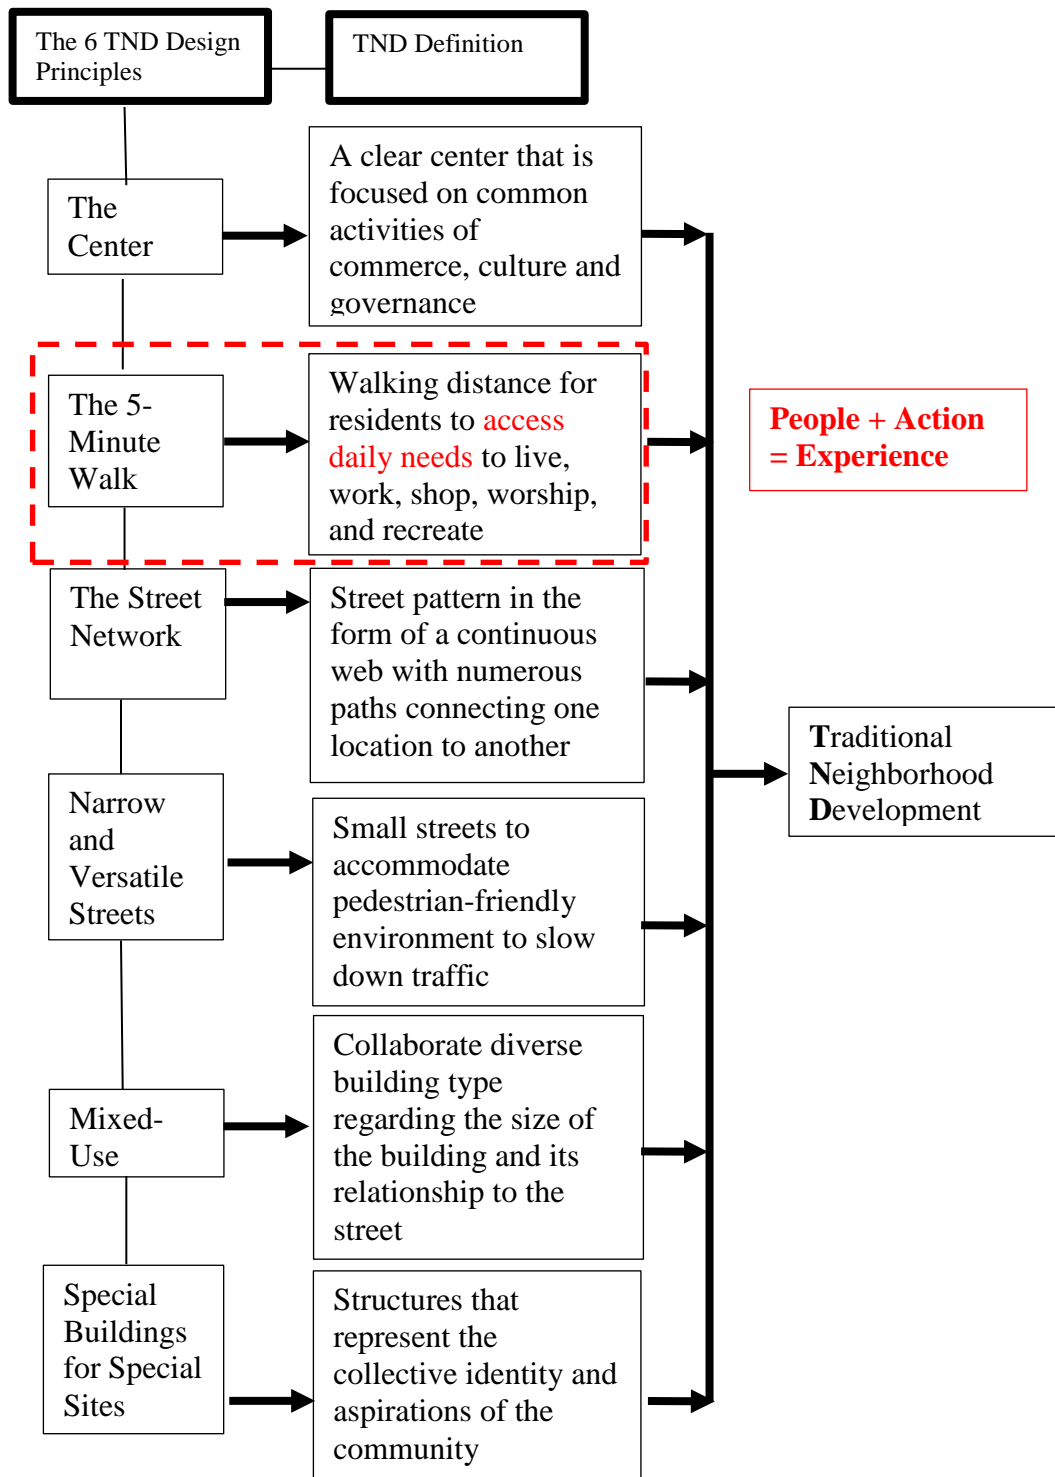 The 6 TND Design
Principles
TND Definition
The
Center
A clear center that is
focused on common
activities of
commerce, culture and
governance
The 5-
Minute
Walk
Walking distance for
residents to access
daily needs to live,
work, shop, worship,
and recreate
People + Action
= Experience
The Street
Network
Street pattern in the
form of a continuous
web with numerous
paths connecting one
location to another
Traditional
Neighborhood
Development
Narrow
and
Versatile
Streets
Small streets to
accommodate
pedestrian-friendly
environment to slow
down traffic
Mixed-
Use
Collaborate diverse
building type
regarding the size of
the building and its
relationship to the
street
Special
Buildings
for Special
Sites
Structures that
represent the
collective identity and
aspirations of the
community